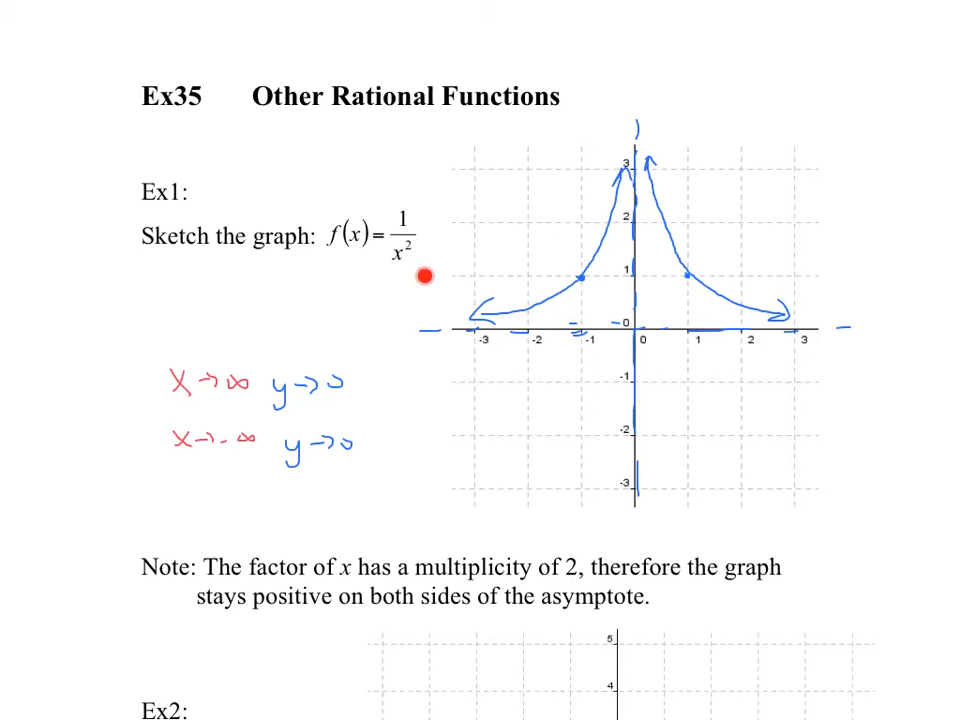 Ex35 Other Rational Functions
Ex1:
Sketch the graph: f(x) = 1/x²
3
2
1
0
-3 -2 -1 0 1 2 3
-1
-2
-3
x→∞ y→0
x→-∞ y→0
Note: The factor of x has a multiplicity of 2, therefore the graph
stays positive on both sides of the asymptote.
5
4
Ex2: